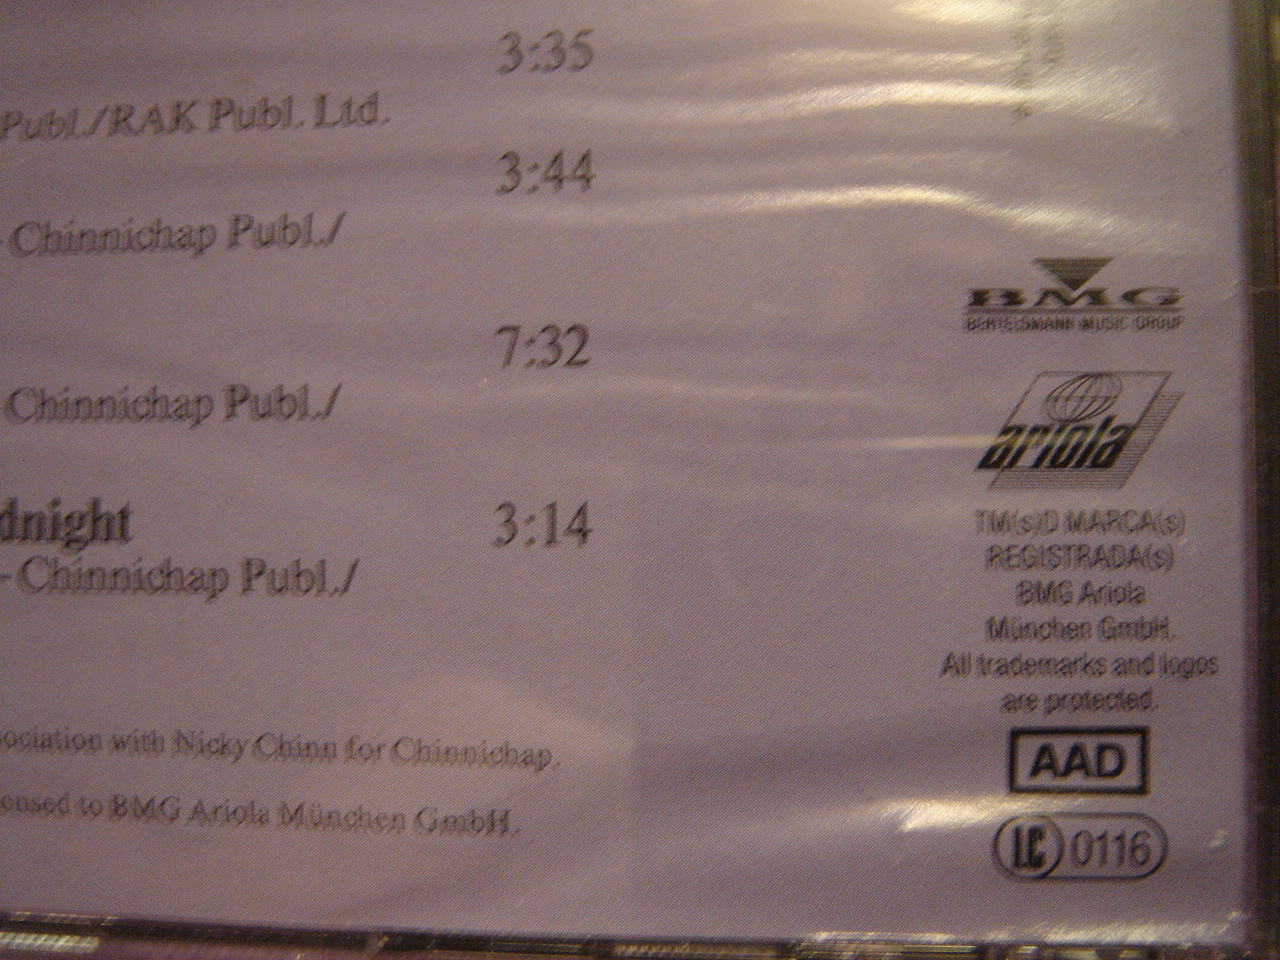 3:35
Publ./RAK Publ. Ltd.
3:44
- Chinnichap Publ./
7:32
Chinnichap Publ./
dnight 3:14
- Chinnichap Publ./
sociation with Nicky Chinn for Chinnichap.
ensed to BMG Ariola München GmbH.
BMG
BERTELSMANN MUSIC GROUP
ariola
TM(s)D MARCA(s)
REGISTRADA(s)
BMG Ariola
München GmbH.
All trademarks and logos
are protected.
AAD
LC 0116